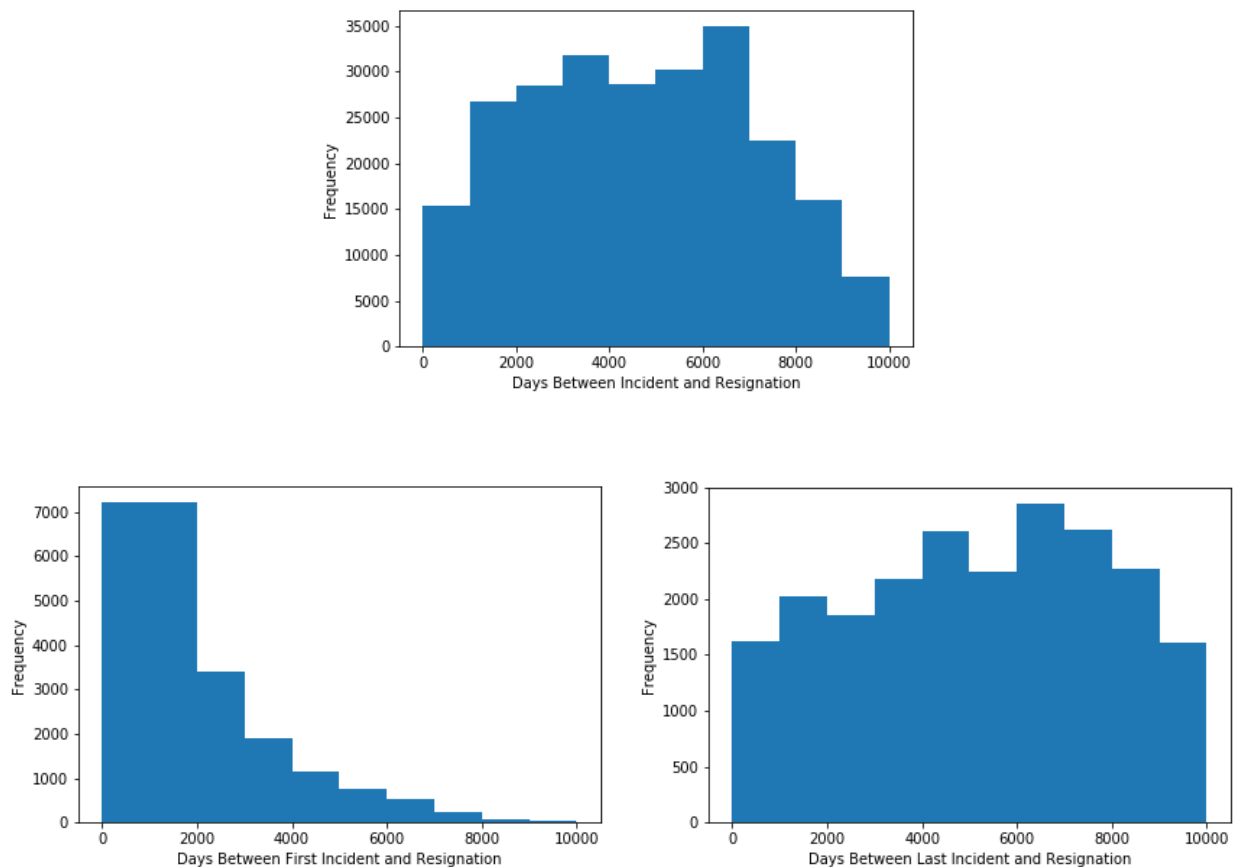 35000
30000
25000
20000
15000
10000
5000
0
Frequency
0 2000 4000 6000 8000 10000
Days Between Incident and Resignation
7000
6000
5000
4000
3000
2000
1000
0
Frequency
0 2000 4000 6000 8000 10000
Days Between First Incident and Resignation
3000
2500
2000
1500
1000
500
0
Frequency
0 2000 4000 6000 8000 10000
Days Between Last Incident and Resignation